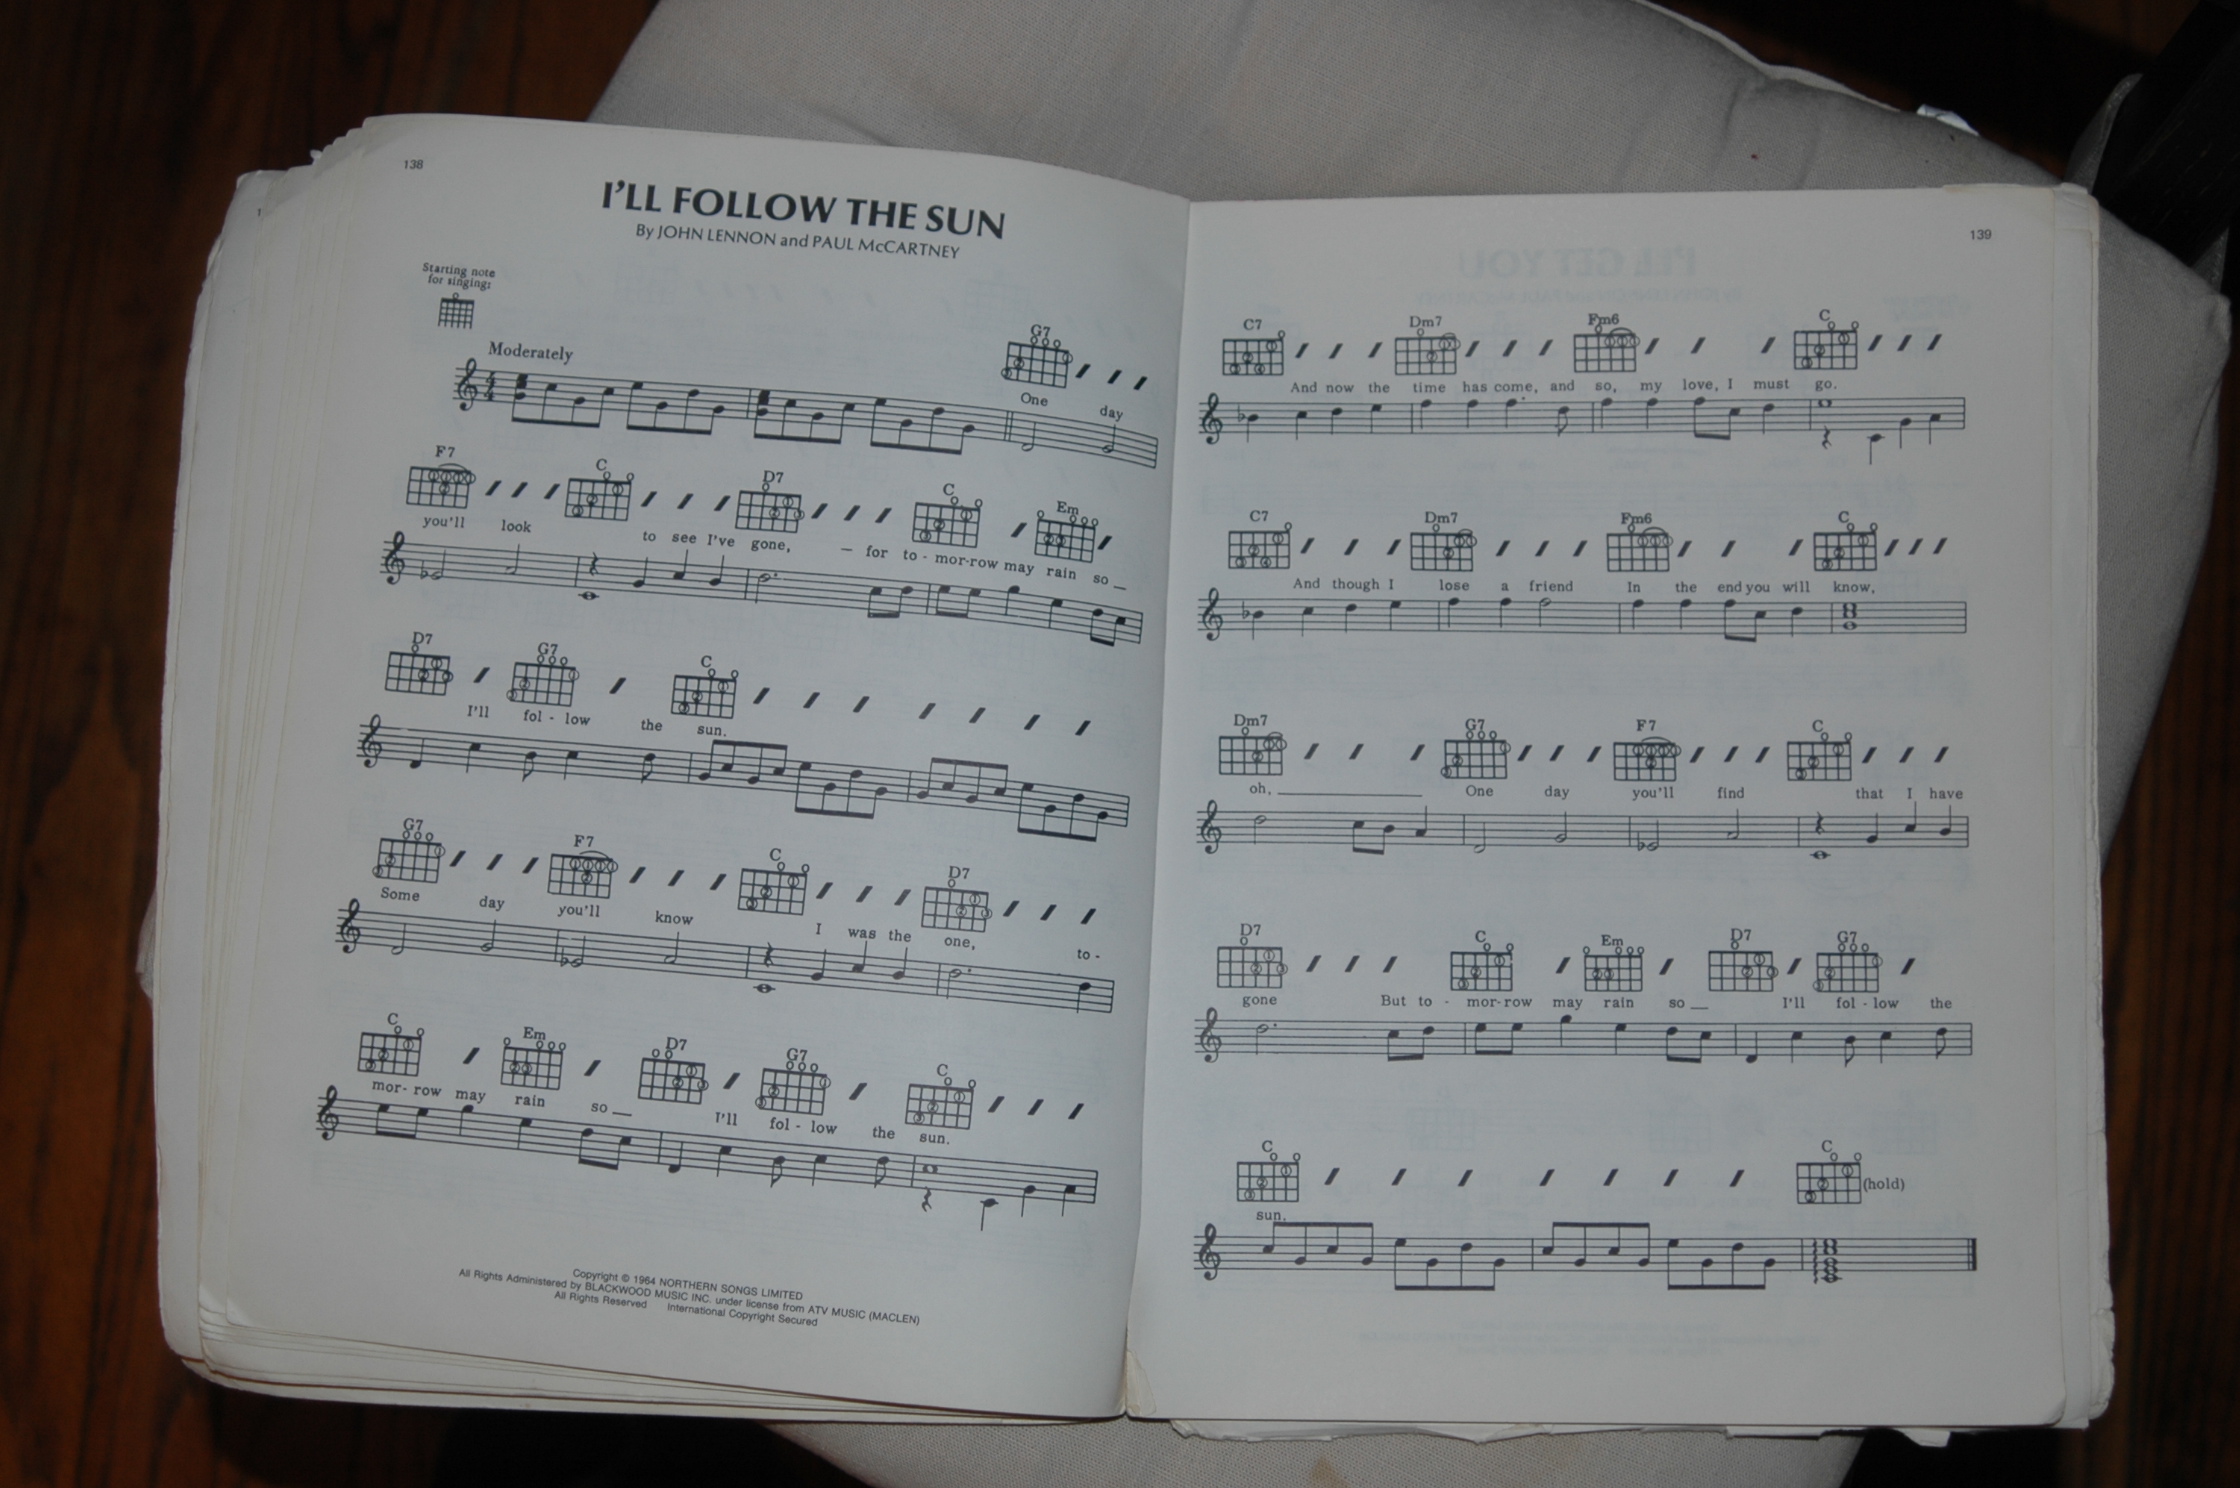 138
I'LL FOLLOW THE SUN
By JOHN LENNON and PAUL McCARTNEY
Starting note
for singing:
Moderately
G7
One day
F7 C D7 C Em
you'll look to see I've gone, — for to - mor-row may rain so —
D7 G7 C
I'll fol - low the sun.
G7 F7 C D7
Some day you'll know I was the one, to -
C Em D7 G7 C
mor- row may rain so — I'll fol - low the sun.
Copyright © 1964 NORTHERN SONGS LIMITED
All Rights Administered by BLACKWOOD MUSIC INC. under license from ATV MUSIC (MACLEN)
All Rights Reserved International Copyright Secured
139
C7 Dm7 Fm6 C
And now the time has come, and so, my love, I must go.
C7 Dm7 Fm6 C
And though I lose a friend In the end you will know,
Dm7 G7 F7 C
oh, One day you'll find that I have
D7 C Em D7 G7
gone But to - mor-row may rain so — I'll fol - low the
C C (hold)
sun.